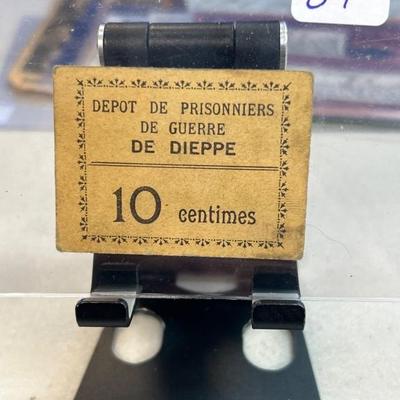 DEPOT DE PRISONNIERS
DE GUERRE
DE DIEPPE
10 centimes